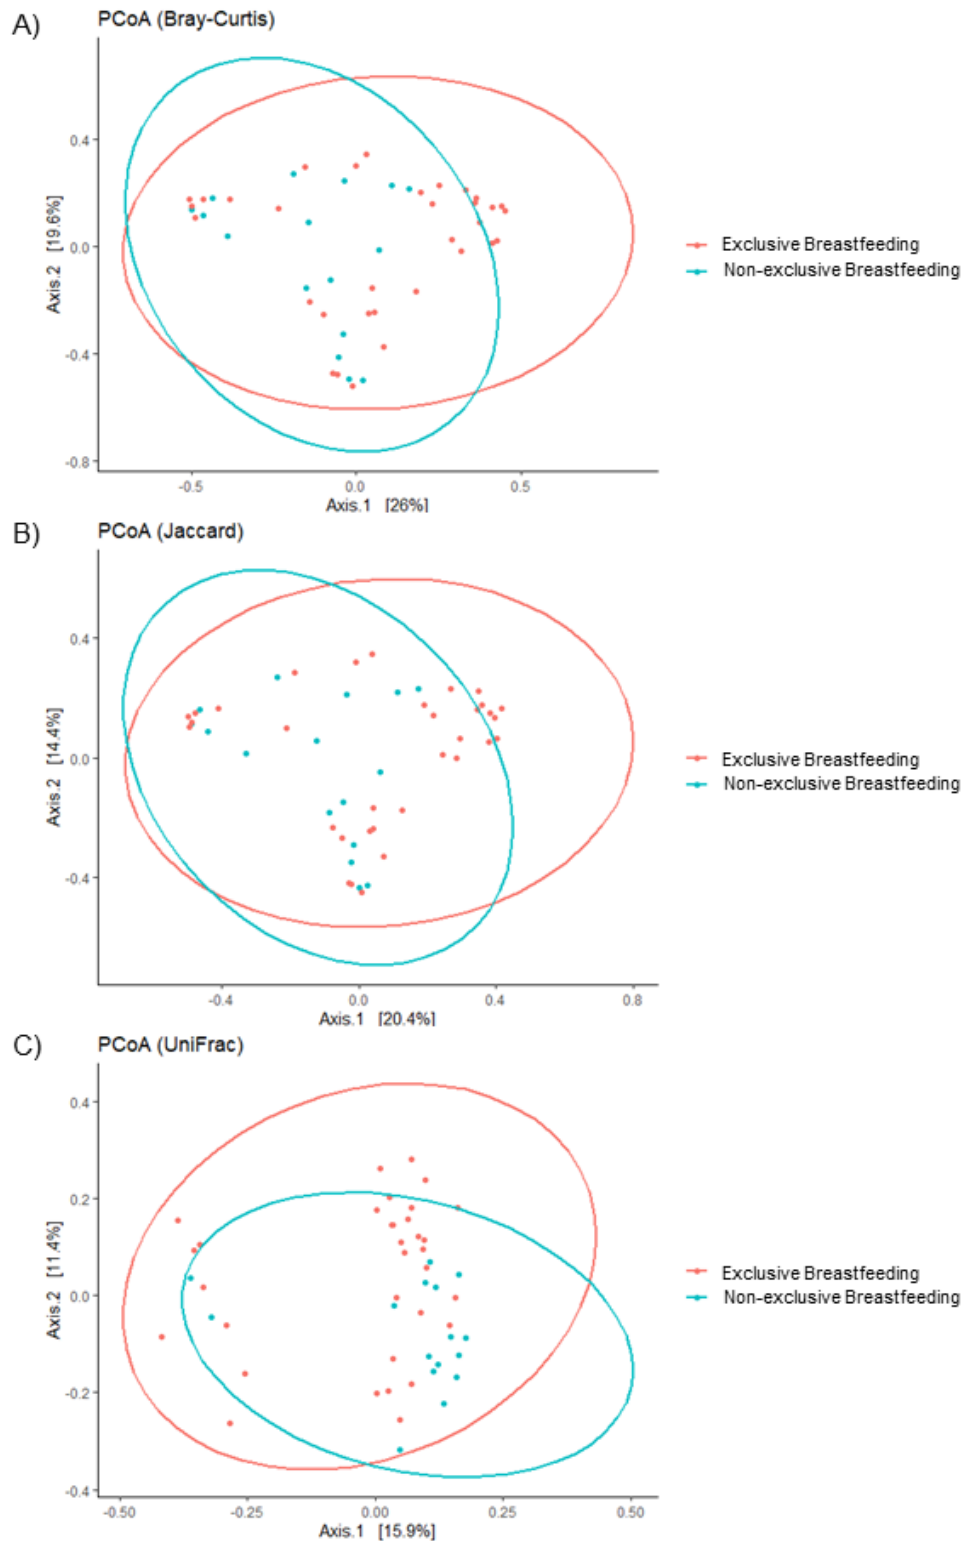 A)
PCoA (Bray-Curtis)
0.4
0.0
-0.4
-0.8
Axis.2 [19.6%]
-0.5
0.0
0.5
Axis.1 [26%]
Exclusive Breastfeeding
Non-exclusive Breastfeeding
B)
PCoA (Jaccard)
0.4
0.0
-0.4
Axis.2 [14.4%]
-0.4
0.0
0.4
0.8
Axis.1 [20.4%]
Exclusive Breastfeeding
Non-exclusive Breastfeeding
C)
PCoA (UniFrac)
0.4
0.2
0.0
-0.2
-0.4
Axis.2 [11.4%]
-0.50
-0.25
0.00
0.25
0.50
Axis.1 [15.9%]
Exclusive Breastfeeding
Non-exclusive Breastfeeding